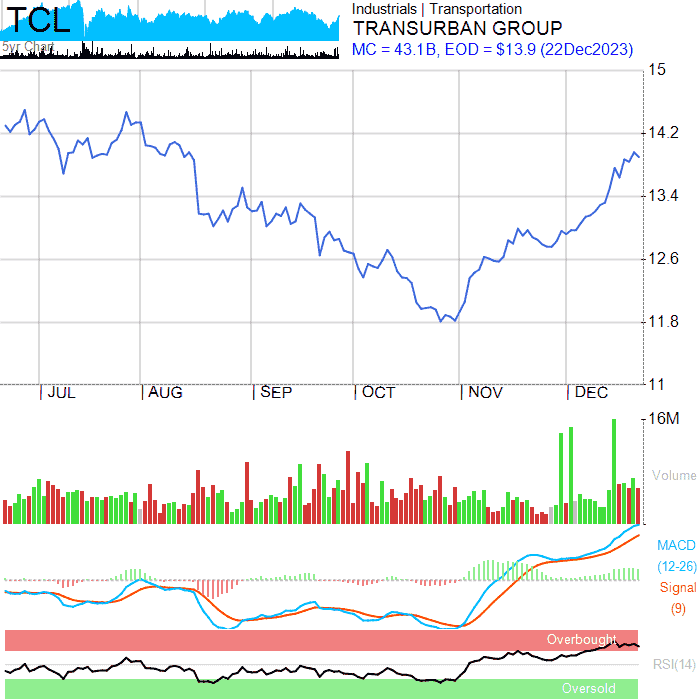 TCL
5yr Chart
Industrials | Transportation
TRANSURBAN GROUP
MC = 43.1B, EOD = $13.9 (22Dec2023)
15
14.2
13.4
12.6
11.8
11
| JUL | AUG | SEP | OCT | NOV | DEC
16M
Volume
MACD
(12-26)
Signal
(9)
Overbought
RSI(14)
Oversold